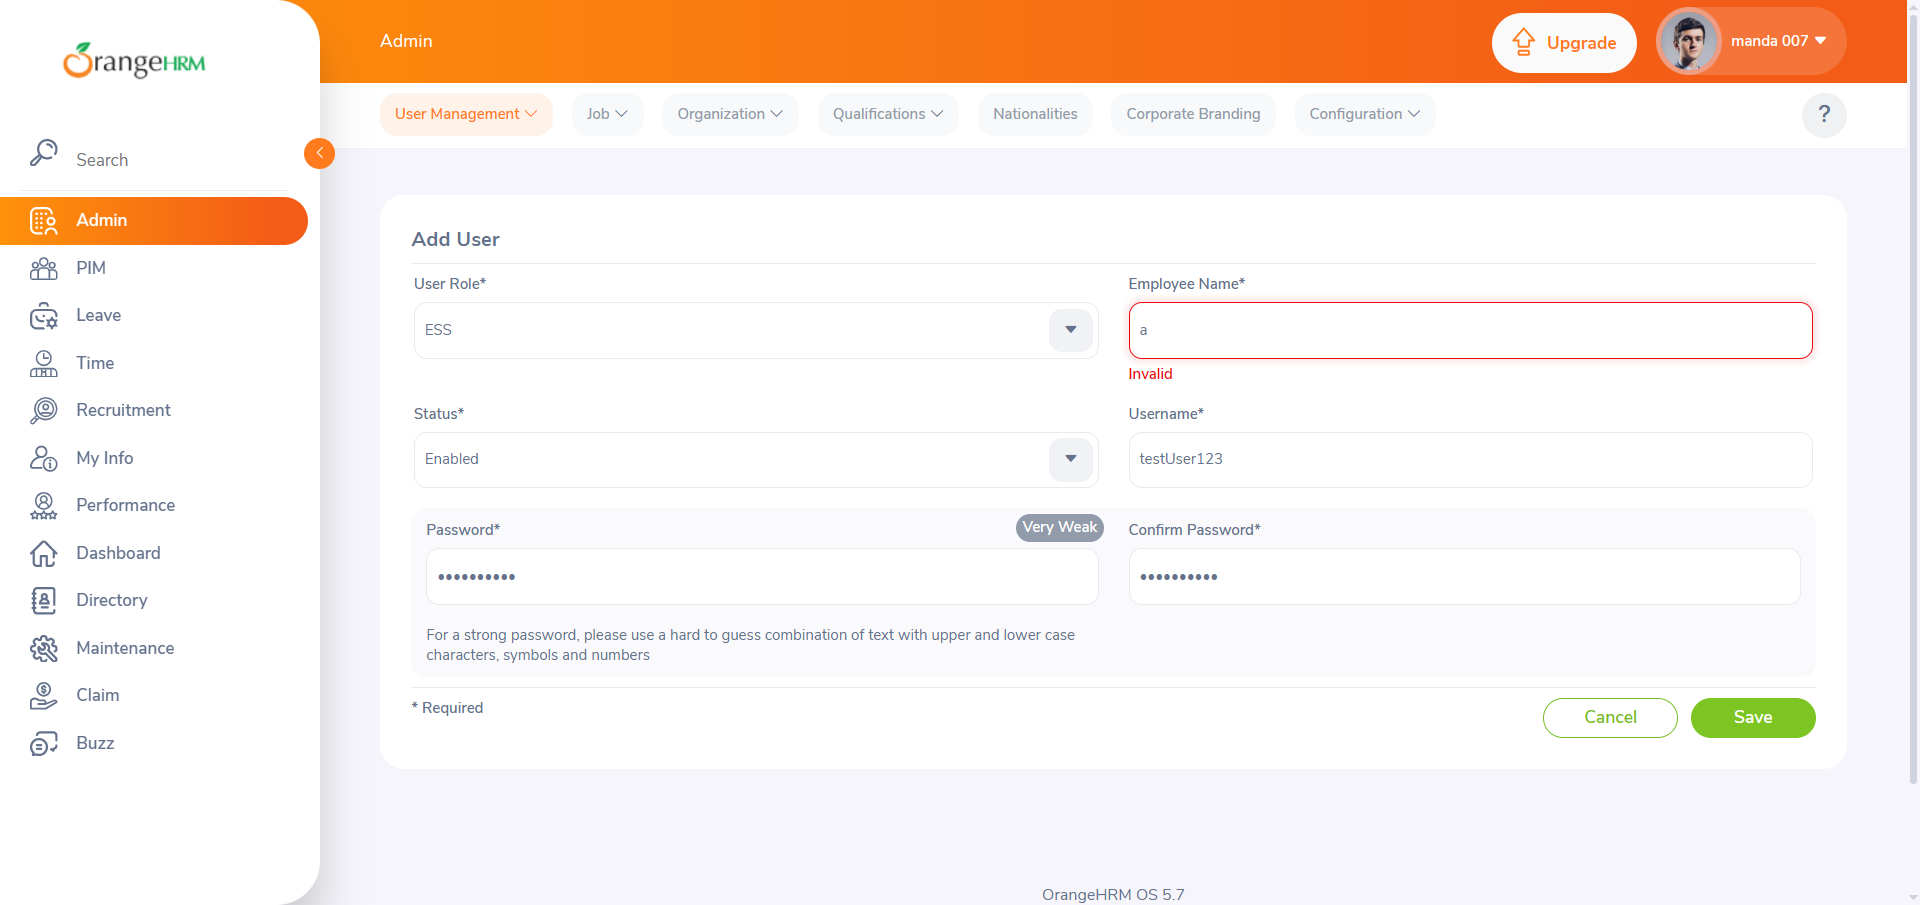 OrangeHRM
Admin
Upgrade
manda 007
User Management
Job
Organization
Qualifications
Nationalities
Corporate Branding
Configuration
?
Search
Admin
PIM
Leave
Time
Recruitment
My Info
Performance
Dashboard
Directory
Maintenance
Claim
Buzz
Add User
User Role*
Employee Name*
ESS
a
Invalid
Status*
Username*
Enabled
testUser123
Password*
Very Weak
Confirm Password*
••••••••••
••••••••••
For a strong password, please use a hard to guess combination of text with upper and lower case
characters, symbols and numbers
* Required
Cancel
Save
OrangeHRM OS 5.7